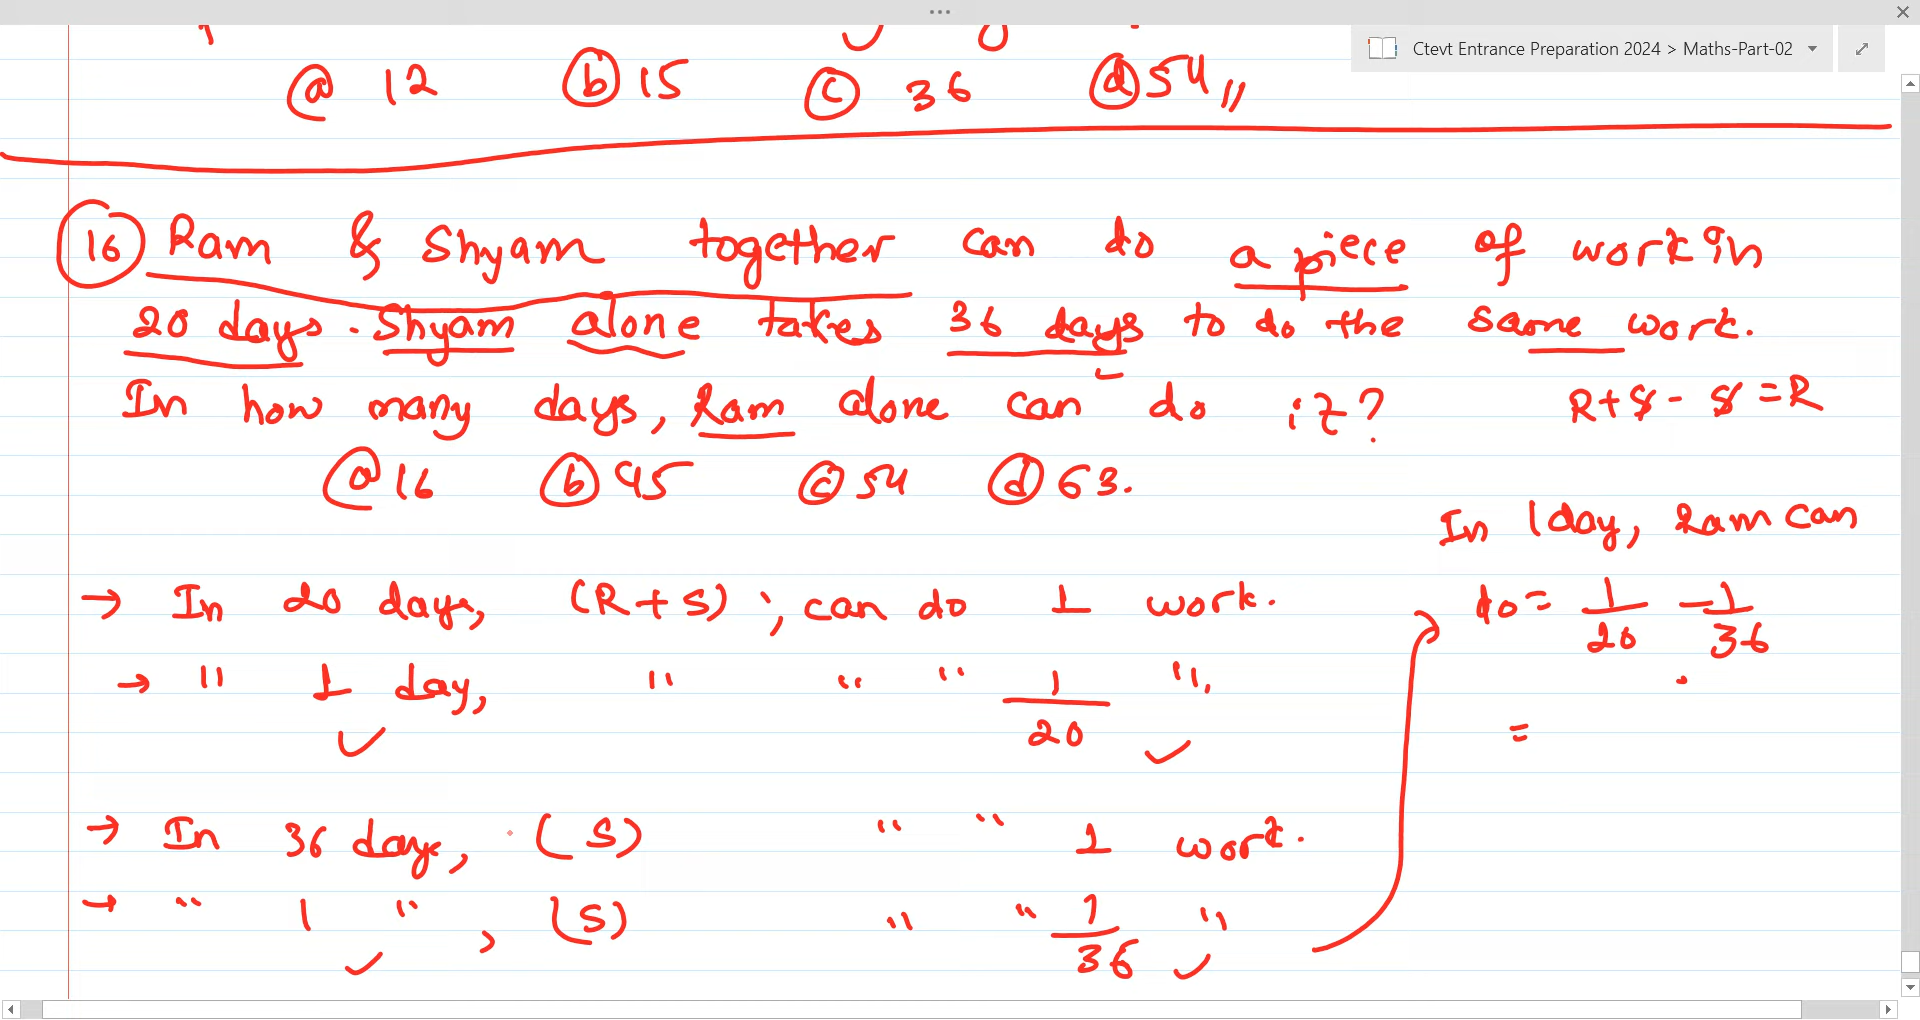 Ctevt Entrance Preparation 2024 > Maths-Part-02
ⓐ 12 ⓑ 15 ⓒ 36 ⓓ 54 〃
⑯ Ram & Shyam together can do a piece of work in
20 days. Shyam alone takes 36 days to do the same work.
In how many days, Ram alone can do it?
R+S - S = R
ⓐ 16 ⓑ 45 ⓒ 54 ⓓ 63.
In 1 day, Ram can
do = 1/20 - 1/36
=
→ In 20 days, (R+S), can do 1 work.
→ " 1 day, " " " 1/20 ".
→ In 36 days, (S) " " 1 work.
→ " 1 ", (S) " " 1/36 "